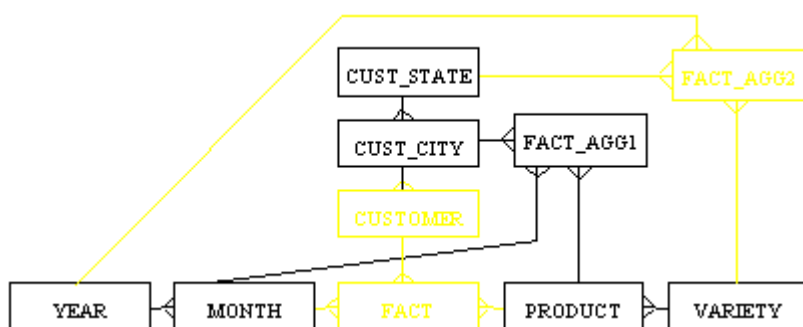 CUST_STATE
FACT_AGG2
CUST_CITY
FACT_AGG1
CUSTOMER
YEAR
MONTH
FACT
PRODUCT
VARIETY